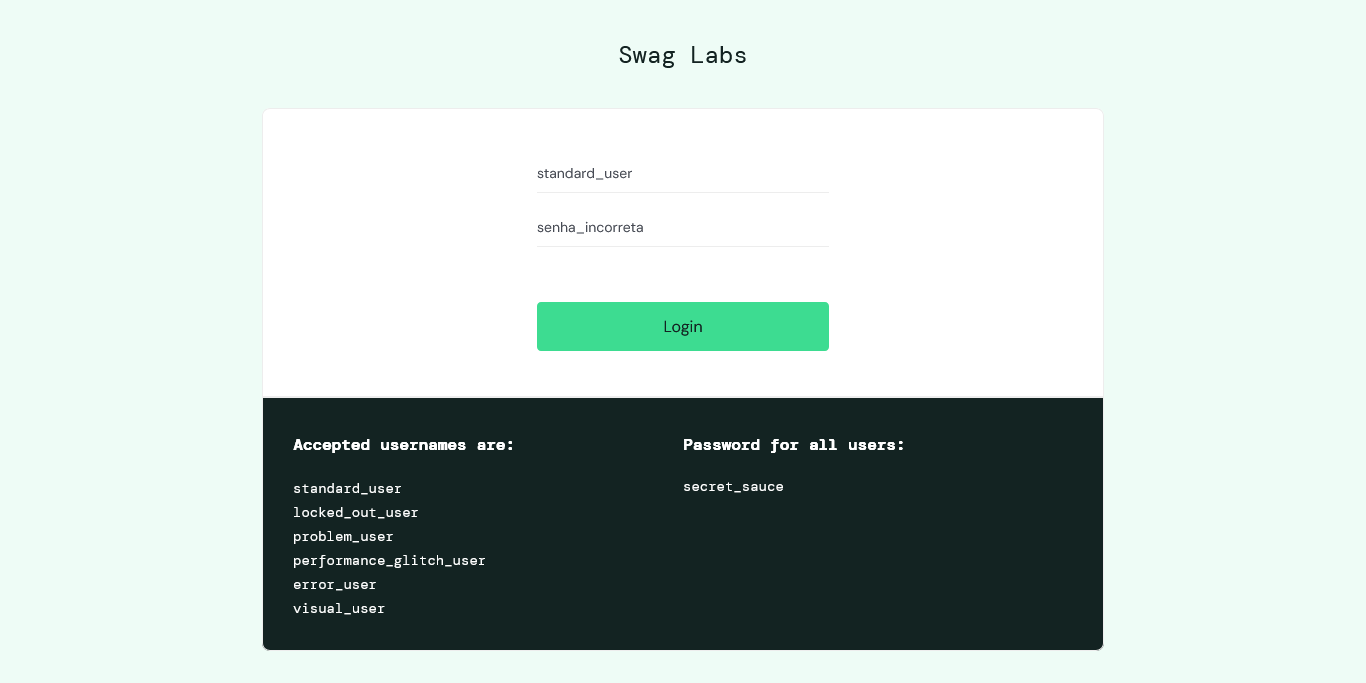 Swag Labs
standard_user
senha_incorreta
Login
Accepted usernames are:
standard_user
locked_out_user
problem_user
performance_glitch_user
error_user
visual_user
Password for all users:
secret_sauce